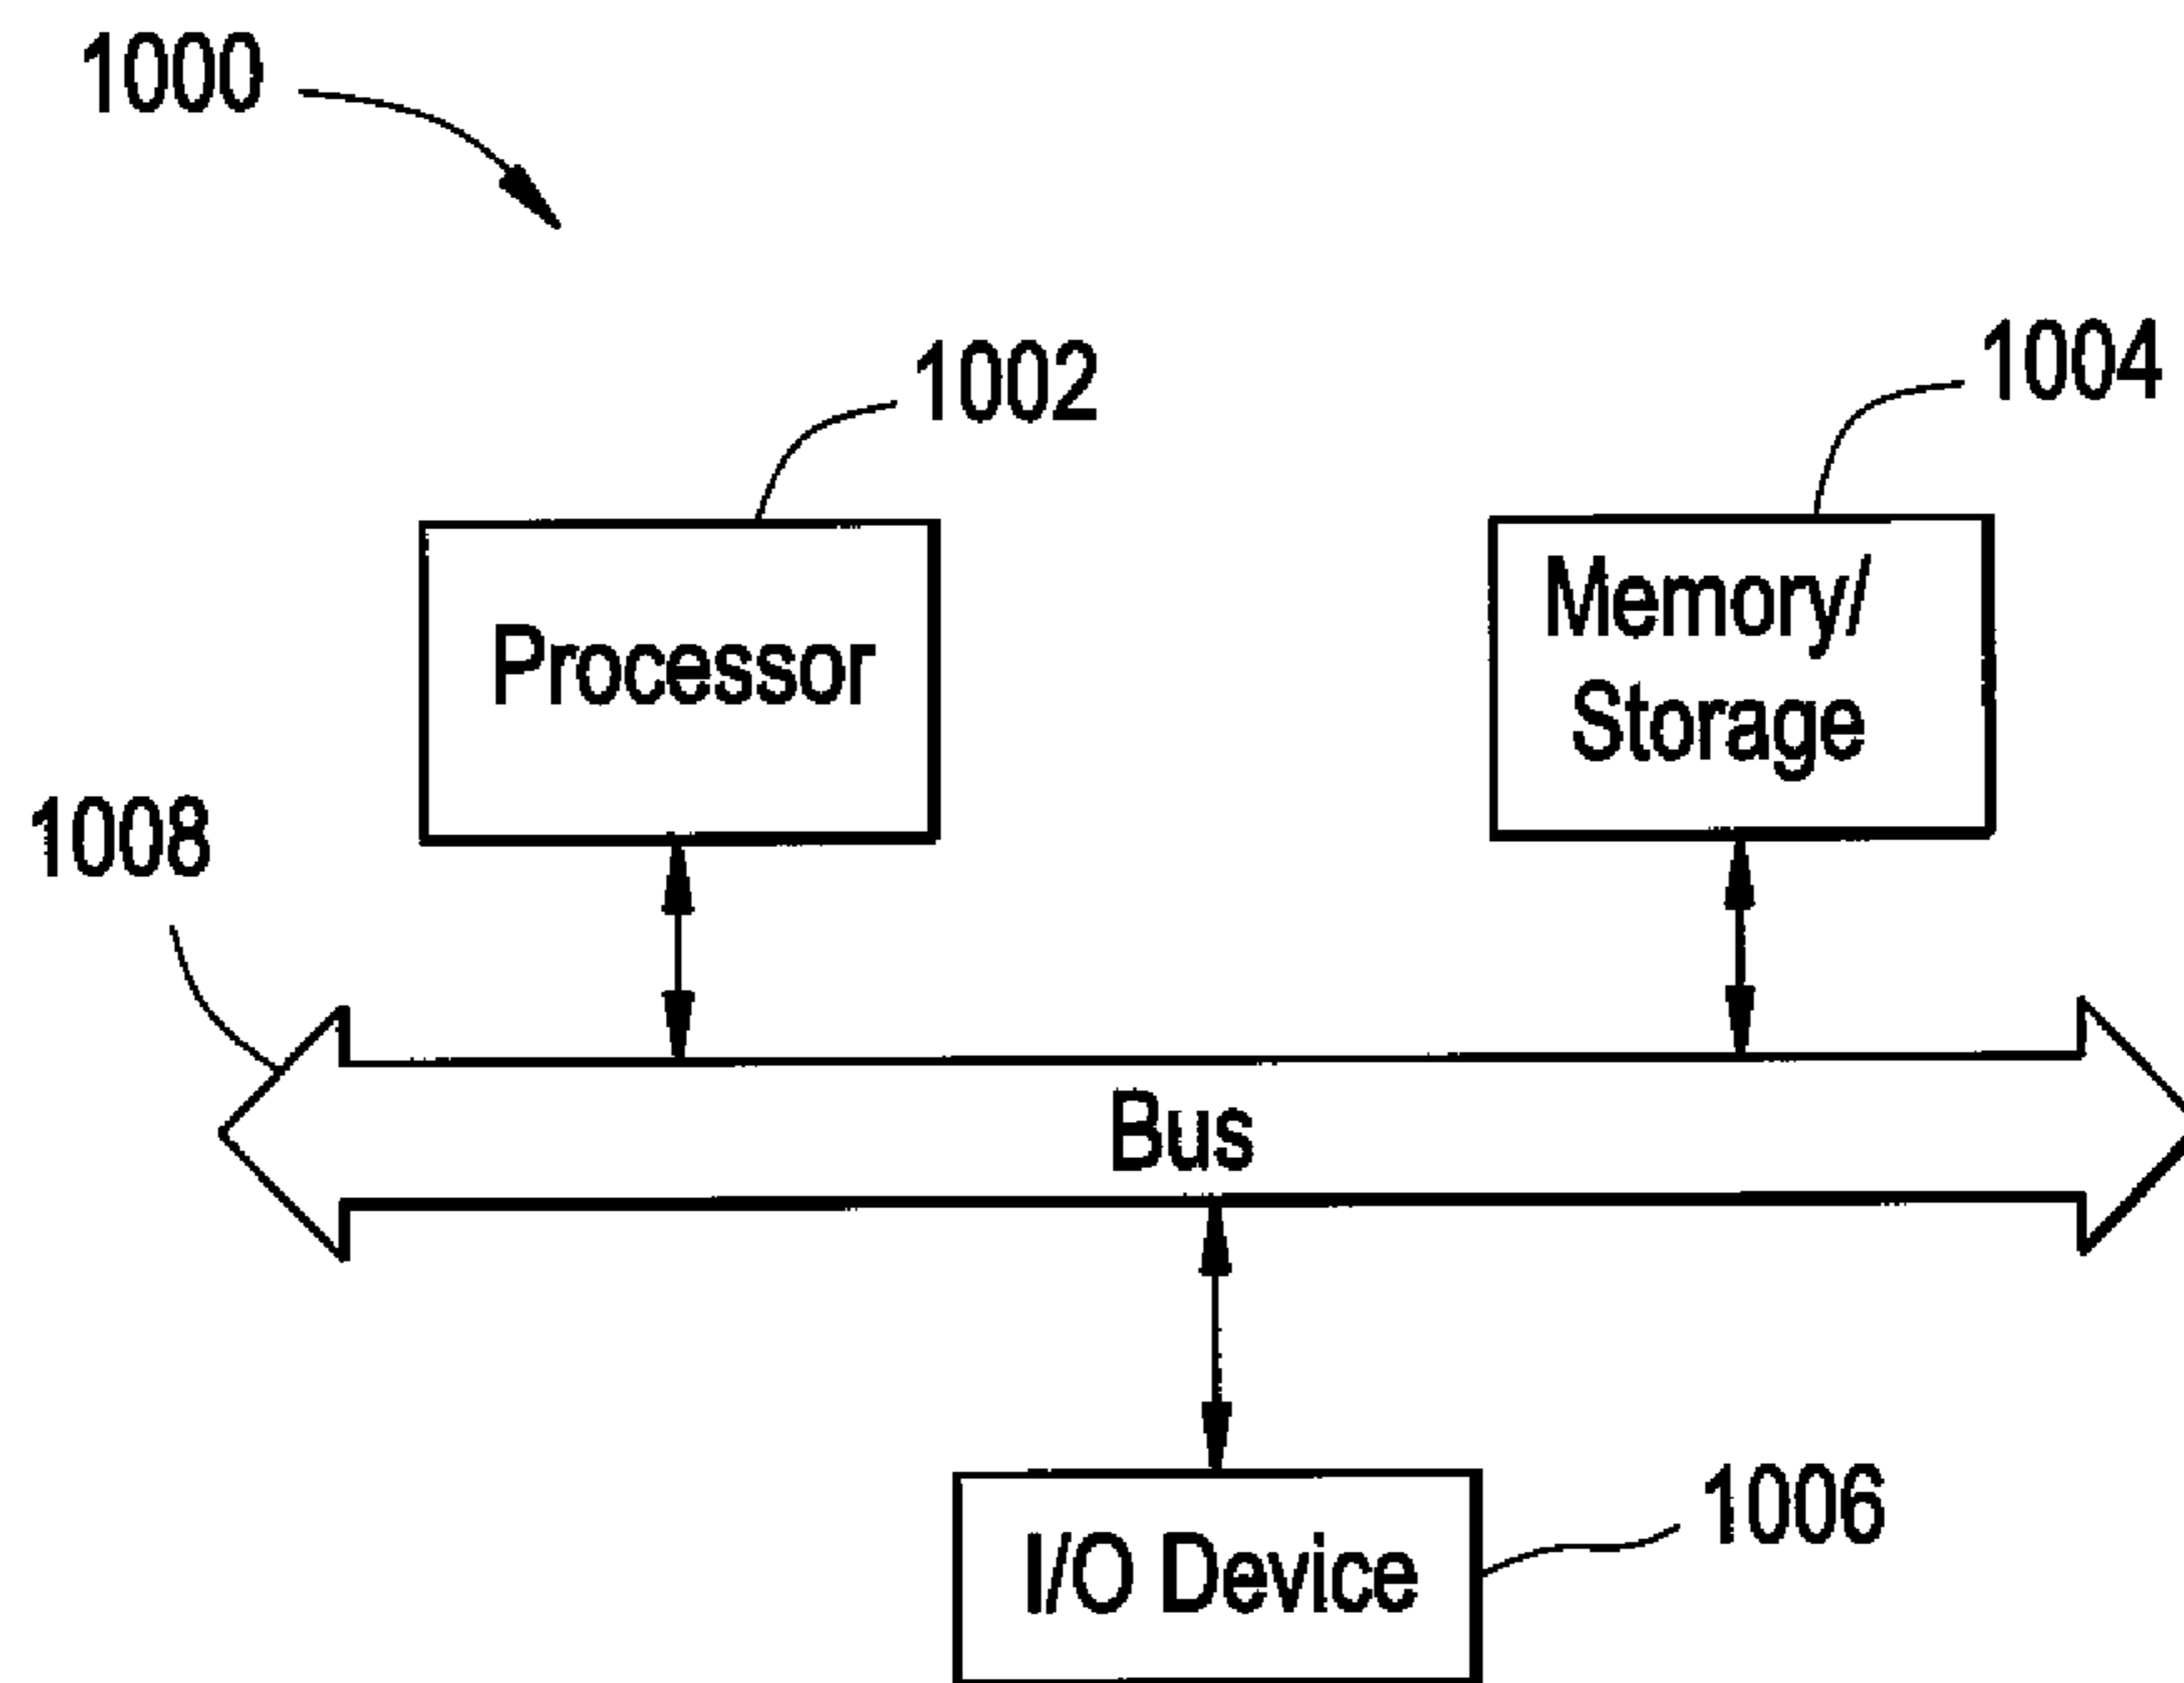 1000
1002
1004
Processor
Memory/
Storage
1008
Bus
I/O Device
1006